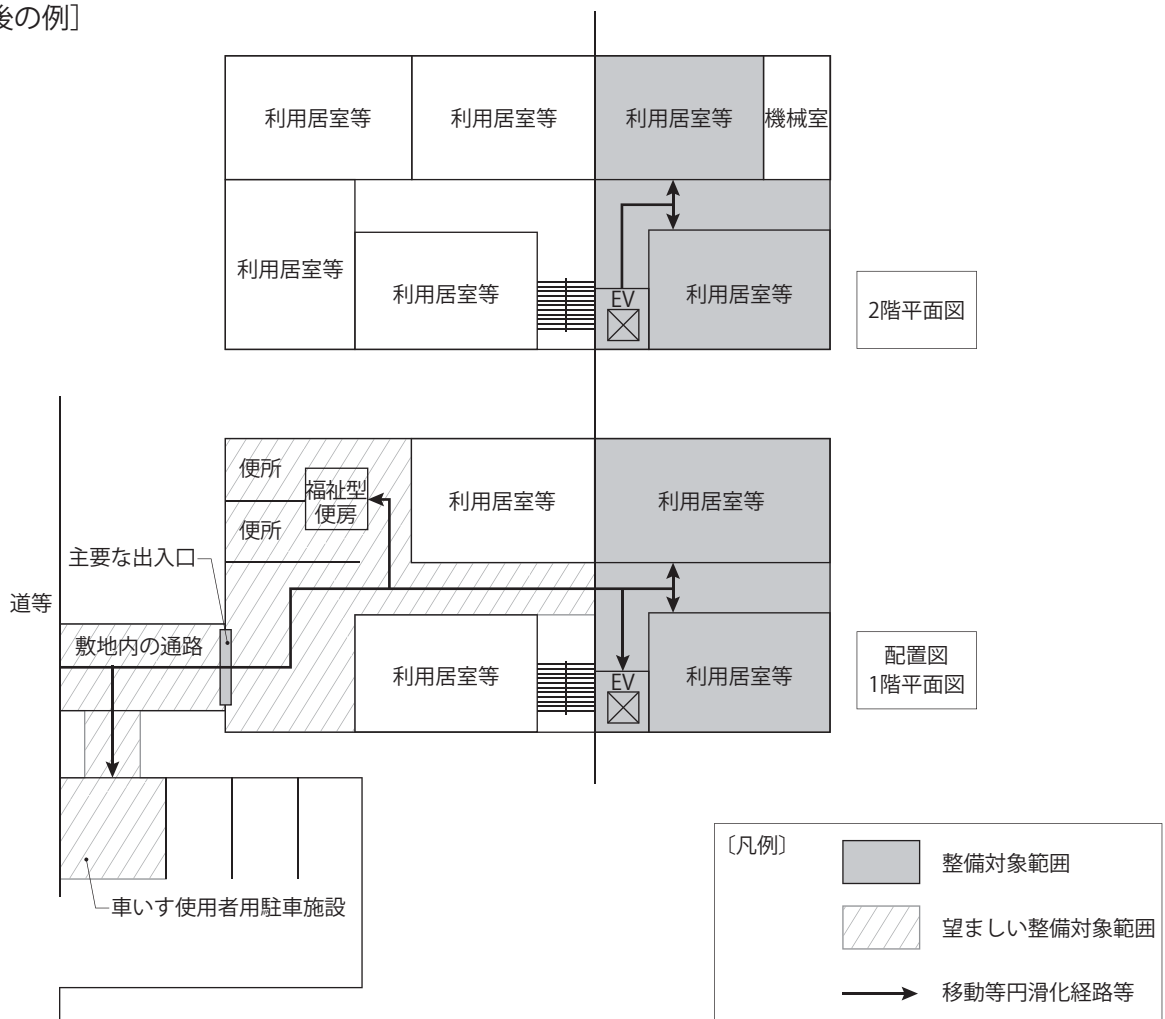 後の例］
利用居室等
利用居室等
利用居室等
機械室
利用居室等
利用居室等
EV
利用居室等
2階平面図
便所
福祉型
便房
便所
利用居室等
利用居室等
主要な出入口
道等
敷地内の通路
利用居室等
EV
利用居室等
配置図
1階平面図
車いす使用者用駐車施設
〔凡例〕
整備対象範囲
望ましい整備対象範囲
移動等円滑化経路等